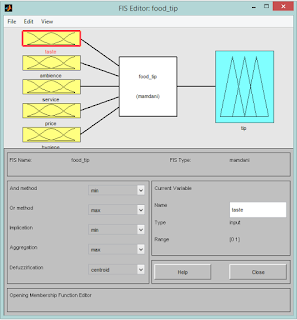 FIS Editor: food_tip
File Edit View
taste
ambience
service
price
hygiene
food_tip
(mamdani)
tip
FIS Name: food_tip FIS Type: mamdani
And method min
Or method max
Implication min
Aggregation max
Defuzzification centroid
Current Variable
Name taste
Type input
Range [0 1]
Help Close
Opening Membership Function Editor